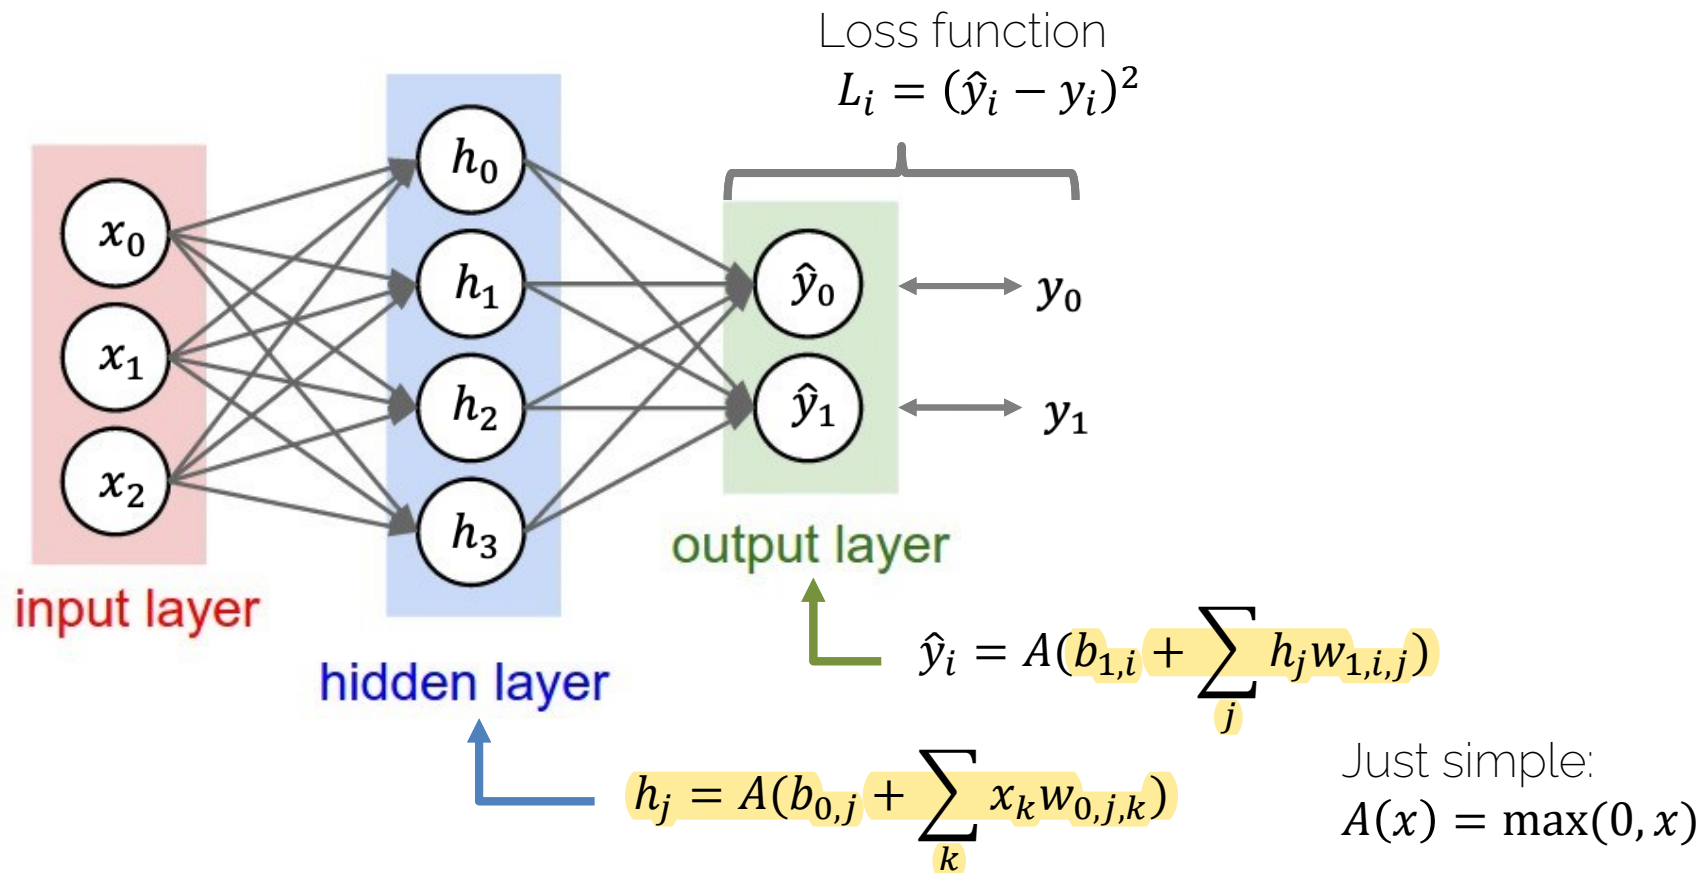 Loss function
L_i = (ŷ_i − y_i)^2
x_0
x_1
x_2
input layer
h_0
h_1
h_2
h_3
hidden layer
ŷ_0
ŷ_1
output layer
y_0
y_1
ŷ_i = A(b_{1,i} + ∑_j h_j w_{1,i,j})
h_j = A(b_{0,j} + ∑_k x_k w_{0,j,k})
Just simple:
A(x) = max(0, x)